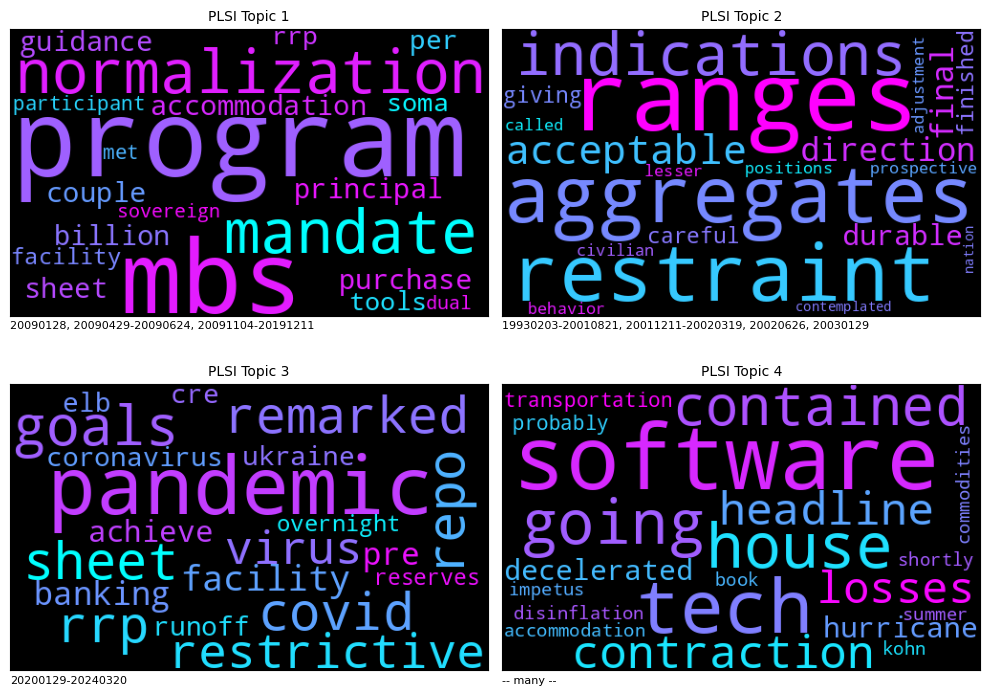 PLSI Topic 1
guidance rrp per
normalization
participant accommodation soma
program
met
couple principal
sovereign
mandate
billion
facility
mbs
sheet purchase
tools dual
20090128, 20090429-20090624, 20091104-20191211
PLSI Topic 2
indications adjustment final finished
giving ranges
called
acceptable direction
lesser positions prospective
aggregates
careful durable
civilian nation
restraint
behavior contemplated
19930203-20010821, 20011211-20020319, 20020626, 20030129
PLSI Topic 3
elb cre
goals remarked
coronavirus ukraine repo
pandemic
overnight
achieve
sheet virus pre
facility reserves
banking
rrp runoff covid
restrictive
20200129-20240320
PLSI Topic 4
transportation contained
probably
software commodities
headline
going house
shortly
decelerated book
impetus tech losses
disinflation summer
accommodation hurricane
contraction kohn
-- many --